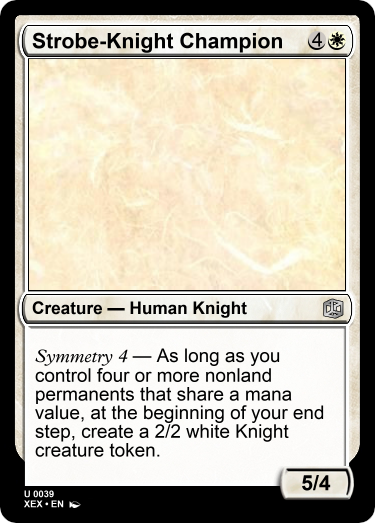 Strobe-Knight Champion 4
Creature — Human Knight
Symmetry 4 — As long as you
control four or more nonland
permanents that share a mana
value, at the beginning of your end
step, create a 2/2 white Knight
creature token.
5/4
U 0039
XEX • EN